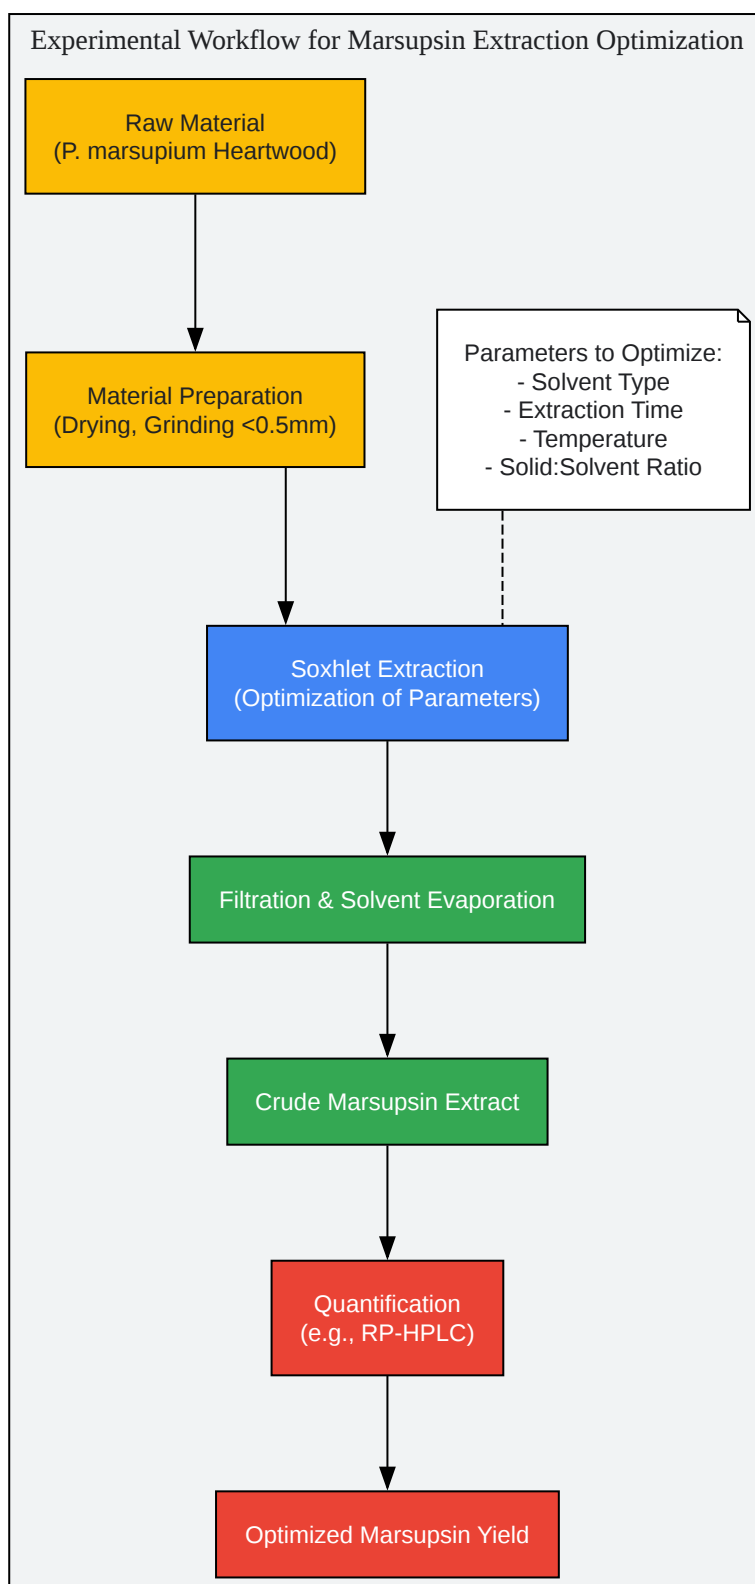 Experimental Workflow for Marsupsin Extraction Optimization
Raw Material
(P. marsupium Heartwood)
Material Preparation
(Drying, Grinding <0.5mm)
Parameters to Optimize:
- Solvent Type
- Extraction Time
- Temperature
- Solid:Solvent Ratio
Soxhlet Extraction
(Optimization of Parameters)
Filtration & Solvent Evaporation
Crude Marsupsin Extract
Quantification
(e.g., RP-HPLC)
Optimized Marsupsin Yield